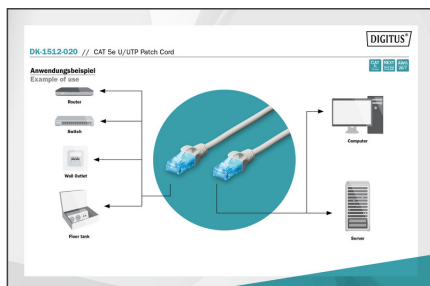 DIGITUS®
DK-1512-020 // CAT 5e U/UTP Patch Cord
Anwendungsbeispiel
Example of use
Router
Switch
Wall Outlet
Floor tank
Computer
Server